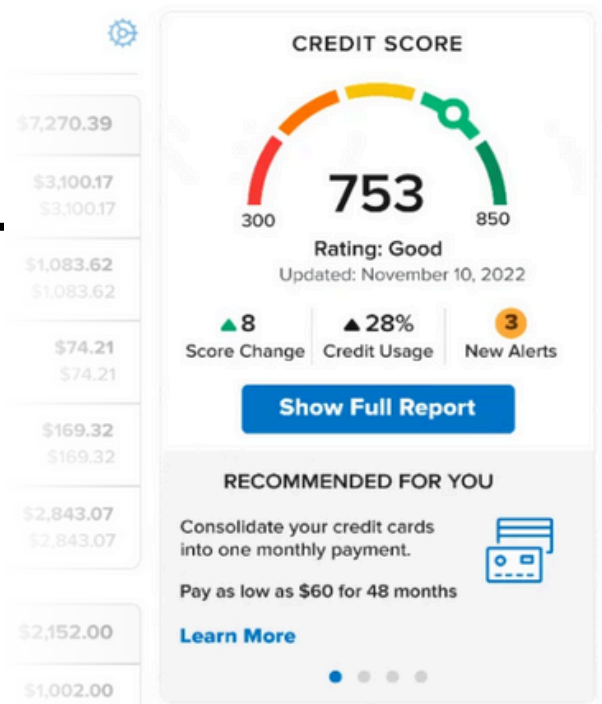 $7,270.39
$3,100.17
$3,100.17
$1,083.62
$1,083.62
$74.21
$74.21
$169.32
$169.32
$2,843.07
$2,843.07
$2,152.00
$1,002.00
CREDIT SCORE
753
300
850
Rating: Good
Updated: November 10, 2022
▲8
Score Change
▲28%
Credit Usage
3
New Alerts
Show Full Report
RECOMMENDED FOR YOU
Consolidate your credit cards
into one monthly payment.
Pay as low as $60 for 48 months
Learn More